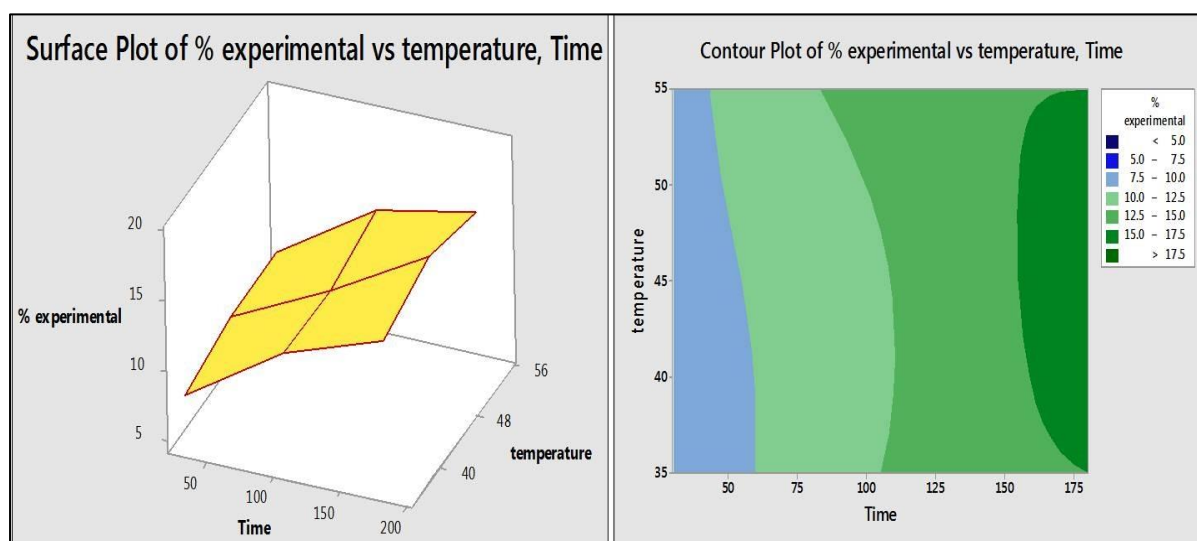 Surface Plot of % experimental vs temperature, Time
20
15
% experimental
10
5
50
100
150
200
Time
40
48
56
temperature
Contour Plot of % experimental vs temperature, Time
55
50
45
40
35
temperature
50 75 100 125 150 175
Time
%
experimental
< 5.0
5.0 – 7.5
7.5 – 10.0
10.0 – 12.5
12.5 – 15.0
15.0 – 17.5
> 17.5